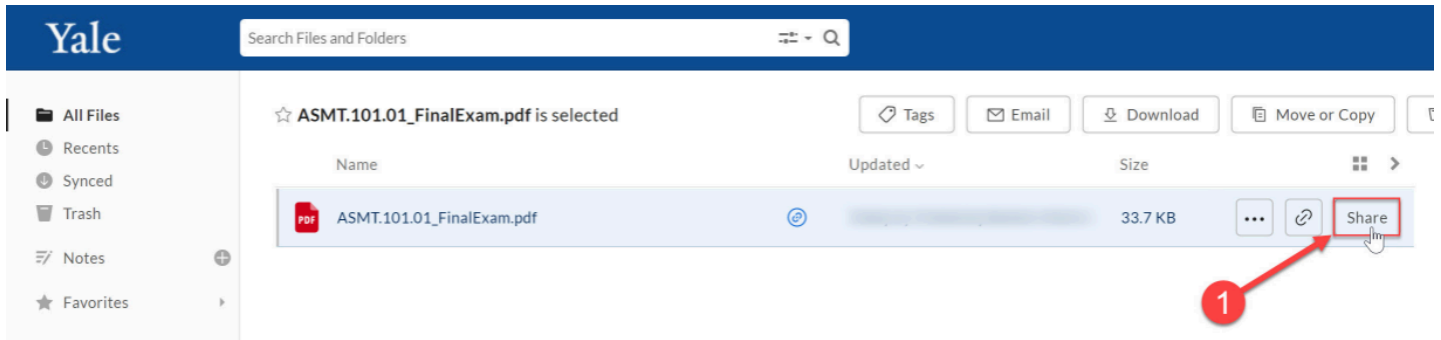 Yale
Search Files and Folders
All Files
Recents
Synced
Trash
Notes
Favorites
ASMT.101.01_FinalExam.pdf is selected
Tags
Email
Download
Move or Copy
Name
Updated
Size
PDF
ASMT.101.01_FinalExam.pdf
33.7 KB
Share
1